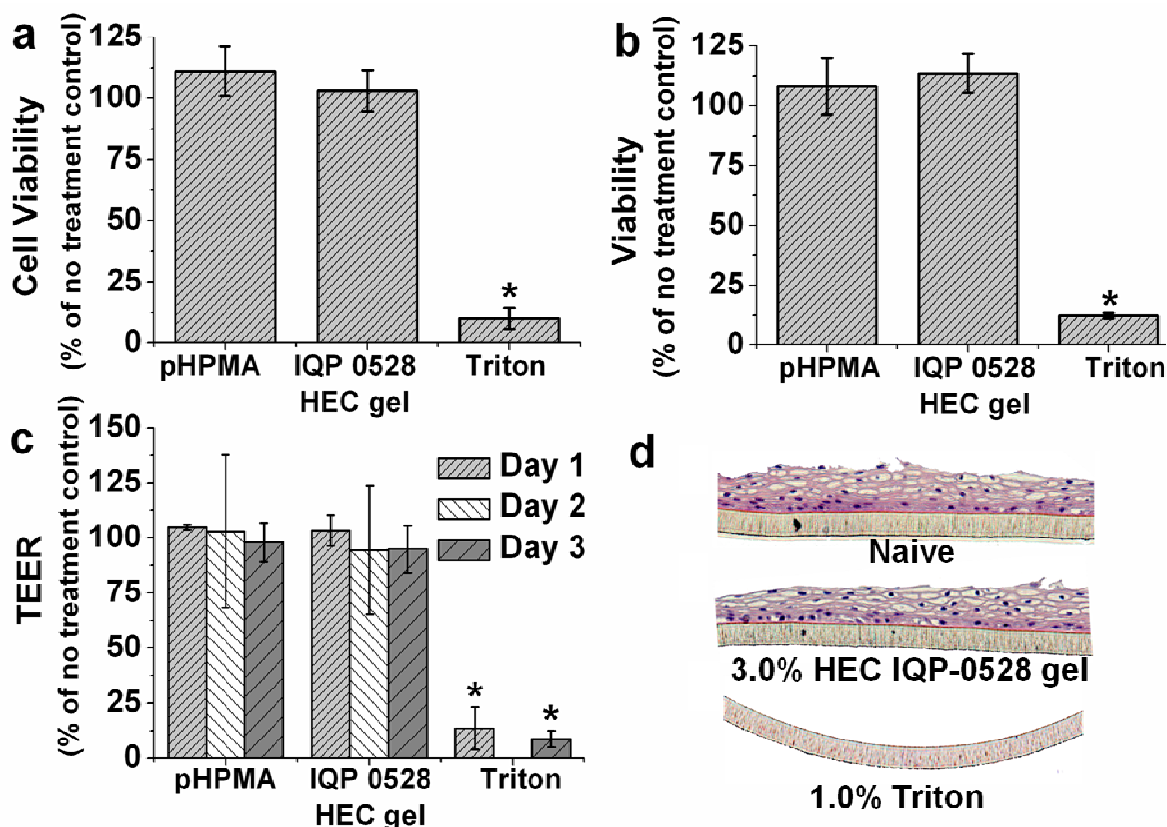 a
Cell Viability
(% of no treatment control)
125
100
75
50
25
0
*
pHPMA
IQP 0528
HEC gel
Triton
b
Viability
(% of no treatment control)
125
100
75
50
25
0
*
pHPMA
IQP 0528
HEC gel
Triton
c
TEER
(% of no treatment control)
150
125
100
75
50
25
0
Day 1
Day 2
Day 3
*
*
pHPMA
IQP 0528
HEC gel
Triton
d
Naive
3.0% HEC IQP-0528 gel
1.0% Triton